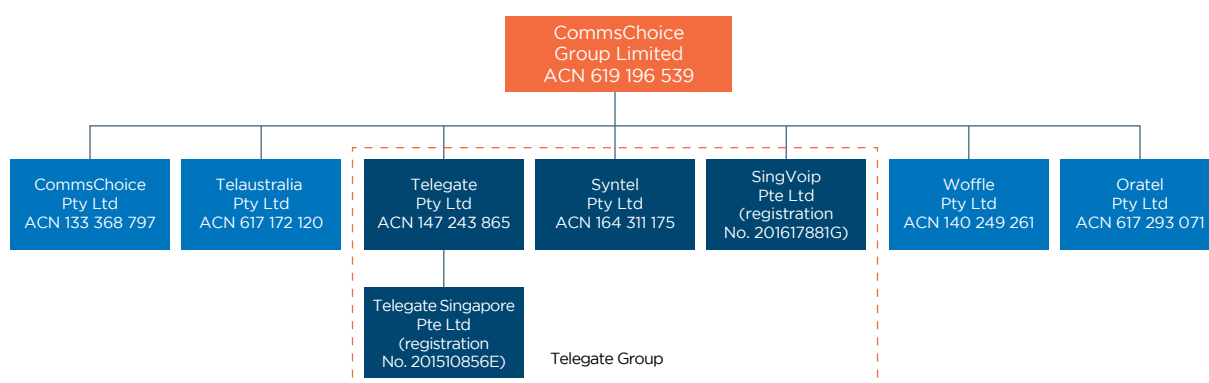 CommsChoice
Group Limited
ACN 619 196 539
CommsChoice
Pty Ltd
ACN 133 368 797
Telaustralia
Pty Ltd
ACN 617 172 120
Telegate
Pty Ltd
ACN 147 243 865
Syntel
Pty Ltd
ACN 164 311 175
SingVoip
Pte Ltd
(registration
No. 201617881G)
Woffle
Pty Ltd
ACN 140 249 261
Oratel
Pty Ltd
ACN 617 293 071
Telegate Singapore
Pte Ltd
(registration
No. 201510856E)
Telegate Group